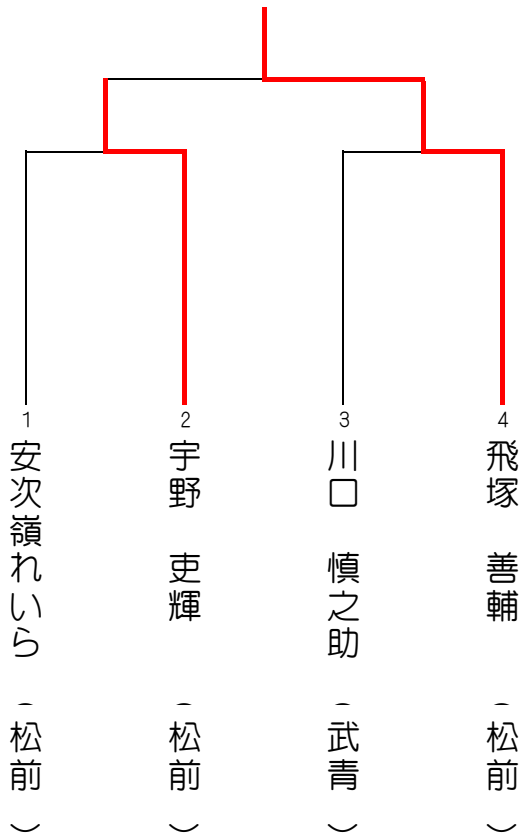 1
安次嶺れいら (松前)
2
宇野 吏輝 (松前)
3
川口 慎之助 (武青)
4
飛塚 善輔 (松前)